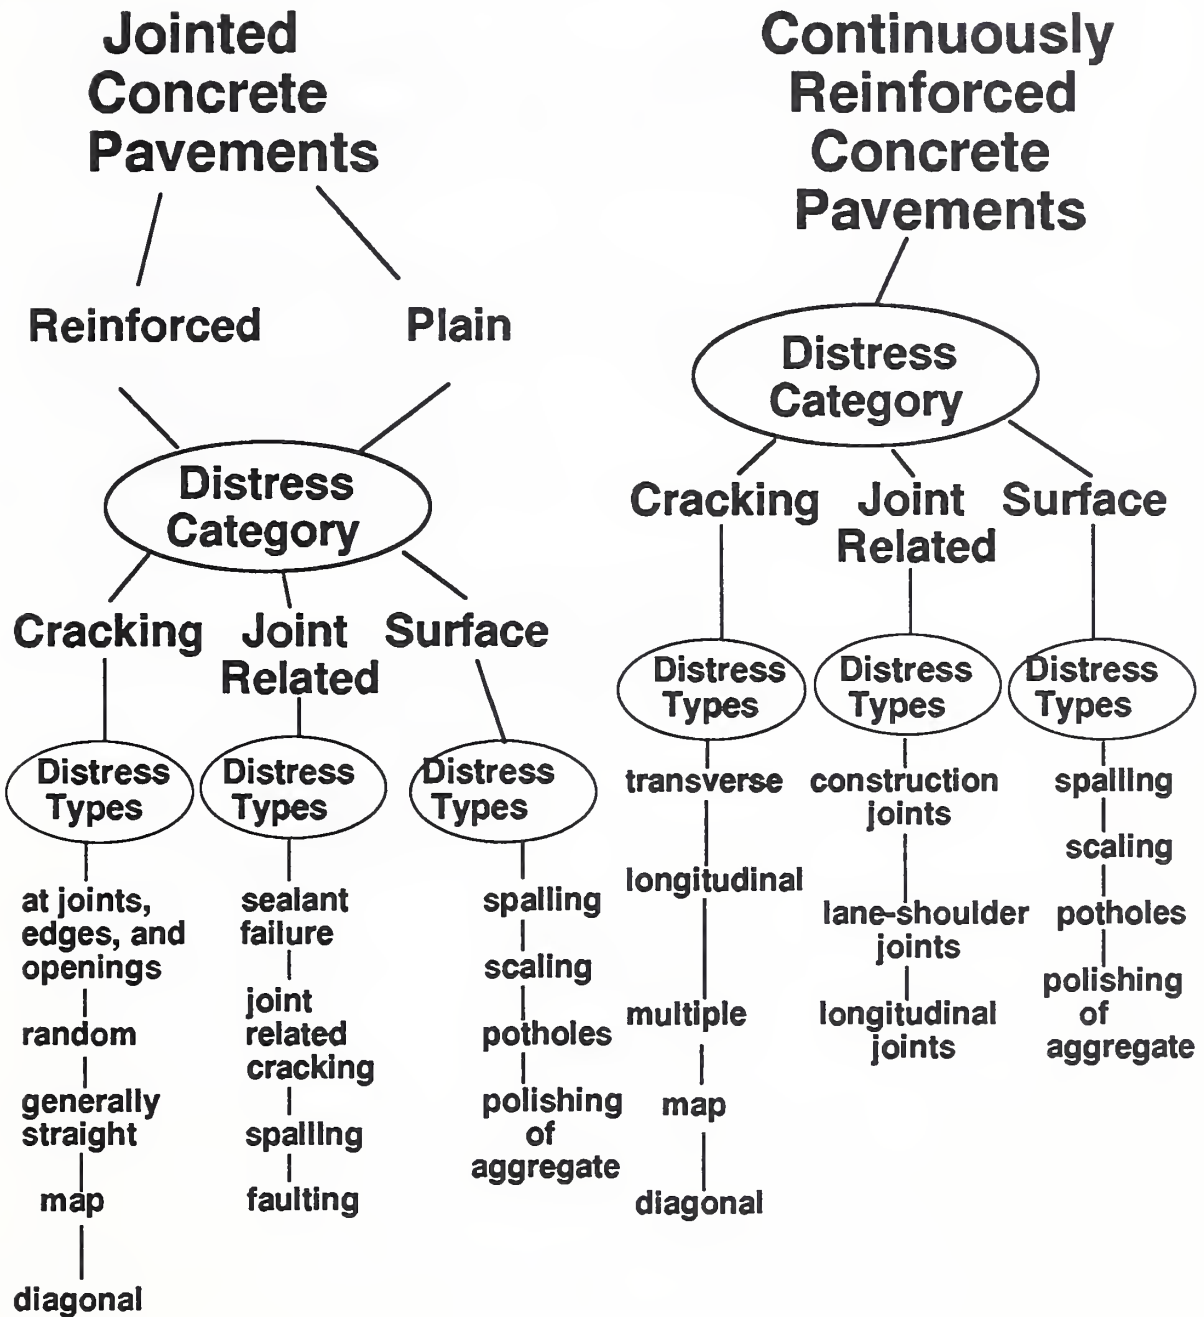 Jointed
Concrete
Pavements
Reinforced
Plain
Distress
Category
Cracking
Joint
Related
Surface
Distress
Types
at joints,
edges, and
openings
random
generally
straight
map
diagonal
Distress
Types
sealant
failure
joint
related
cracking
spalling
faulting
Distress
Types
spalling
scaling
potholes
polishing
of
aggregate
Continuously
Reinforced
Concrete
Pavements
Distress
Category
Cracking
Joint
Related
Surface
Distress
Types
transverse
longitudinal
multiple
map
diagonal
Distress
Types
construction
joints
lane-shoulder
joints
longitudinal
joints
Distress
Types
spalling
scaling
potholes
polishing
of
aggregate